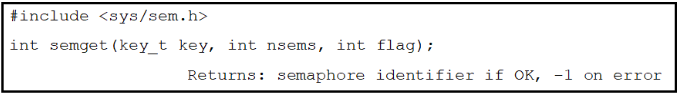 #include <sys/sem.h>
int semget(key_t key, int nsems, int flag);
Returns: semaphore identifier if OK, -1 on error